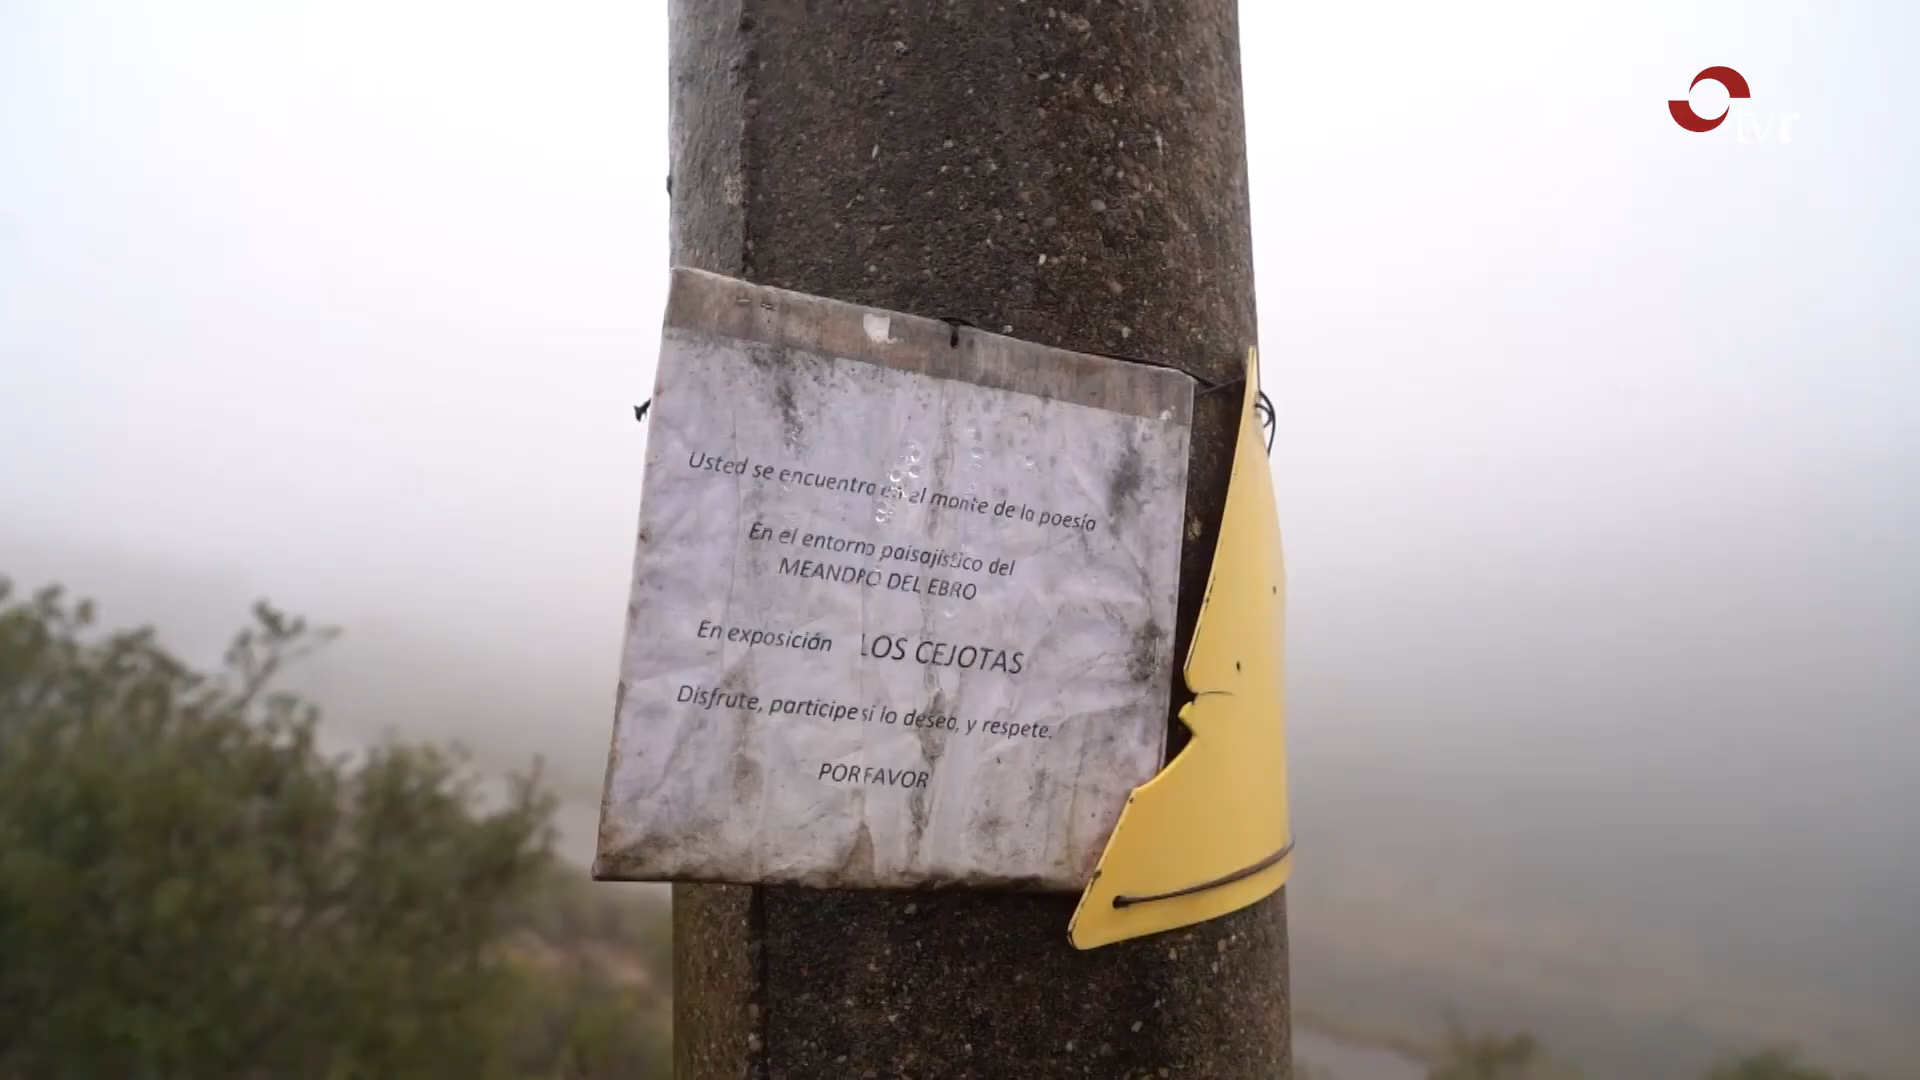 tvr
Usted se encuentra en el monte de la poesía
En el entorno paisajístico del
MEANDRO DEL EBRO
En exposición LOS CEJOTAS
Disfrute, participe si lo desea, y respete.
POR FAVOR